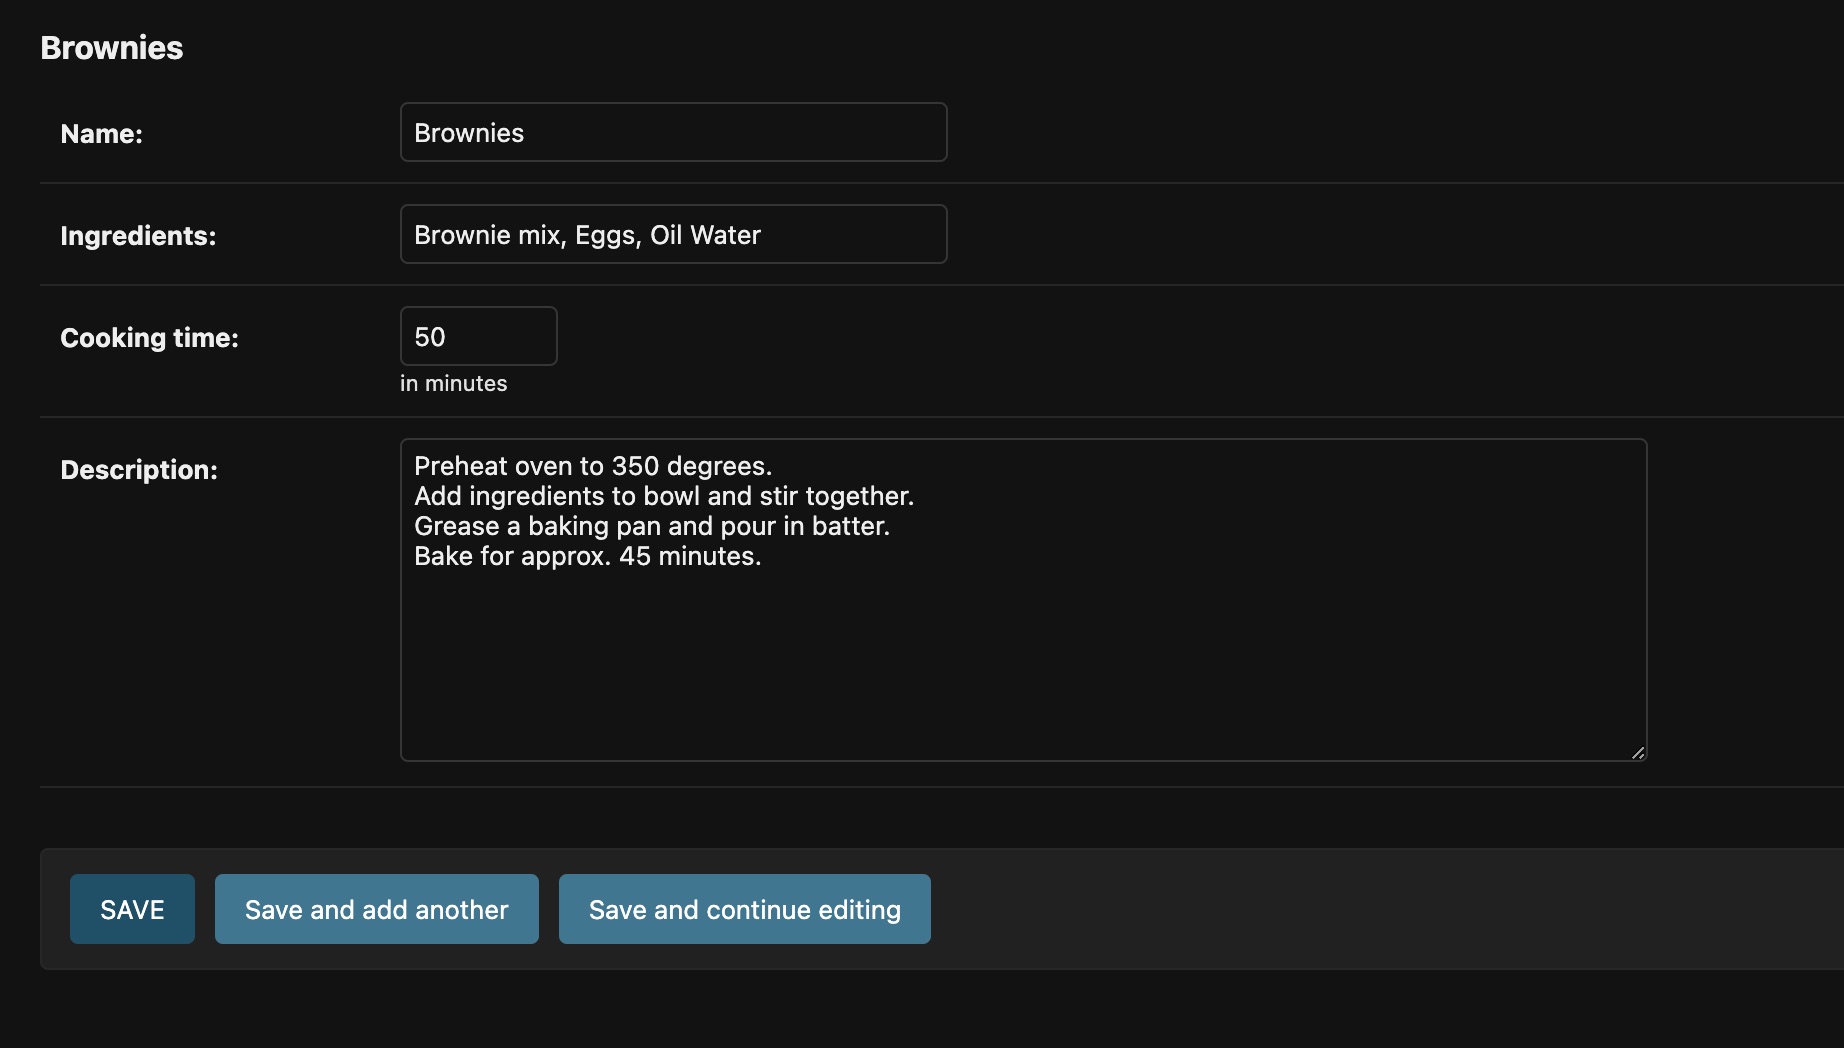 Brownies
Name:
Brownies
Ingredients:
Brownie mix, Eggs, Oil Water
Cooking time:
50
in minutes
Description:
Preheat oven to 350 degrees.
Add ingredients to bowl and stir together.
Grease a baking pan and pour in batter.
Bake for approx. 45 minutes.
SAVE
Save and add another
Save and continue editing